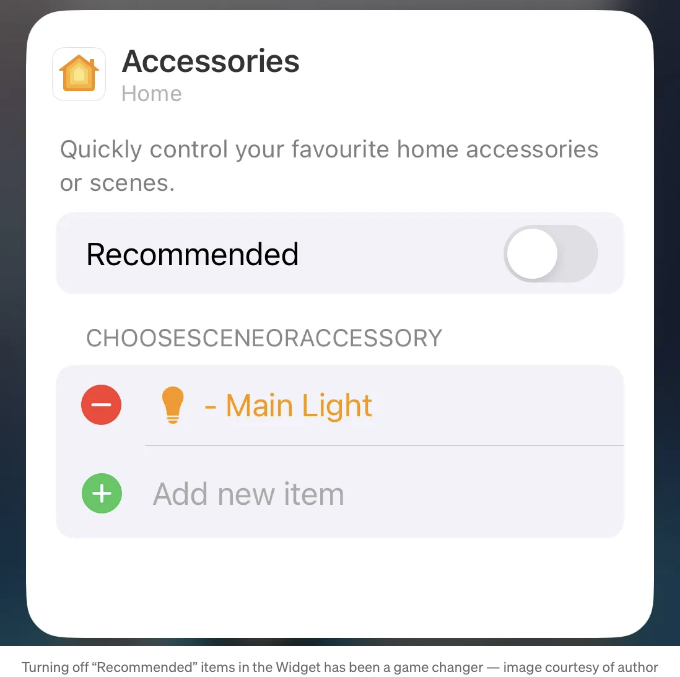 Accessories
Home
Quickly control your favourite home accessories
or scenes.
Recommended
CHOOSESCENEORACCESSORY
- Main Light
Add new item
Turning off “Recommended” items in the Widget has been a game changer — image courtesy of author